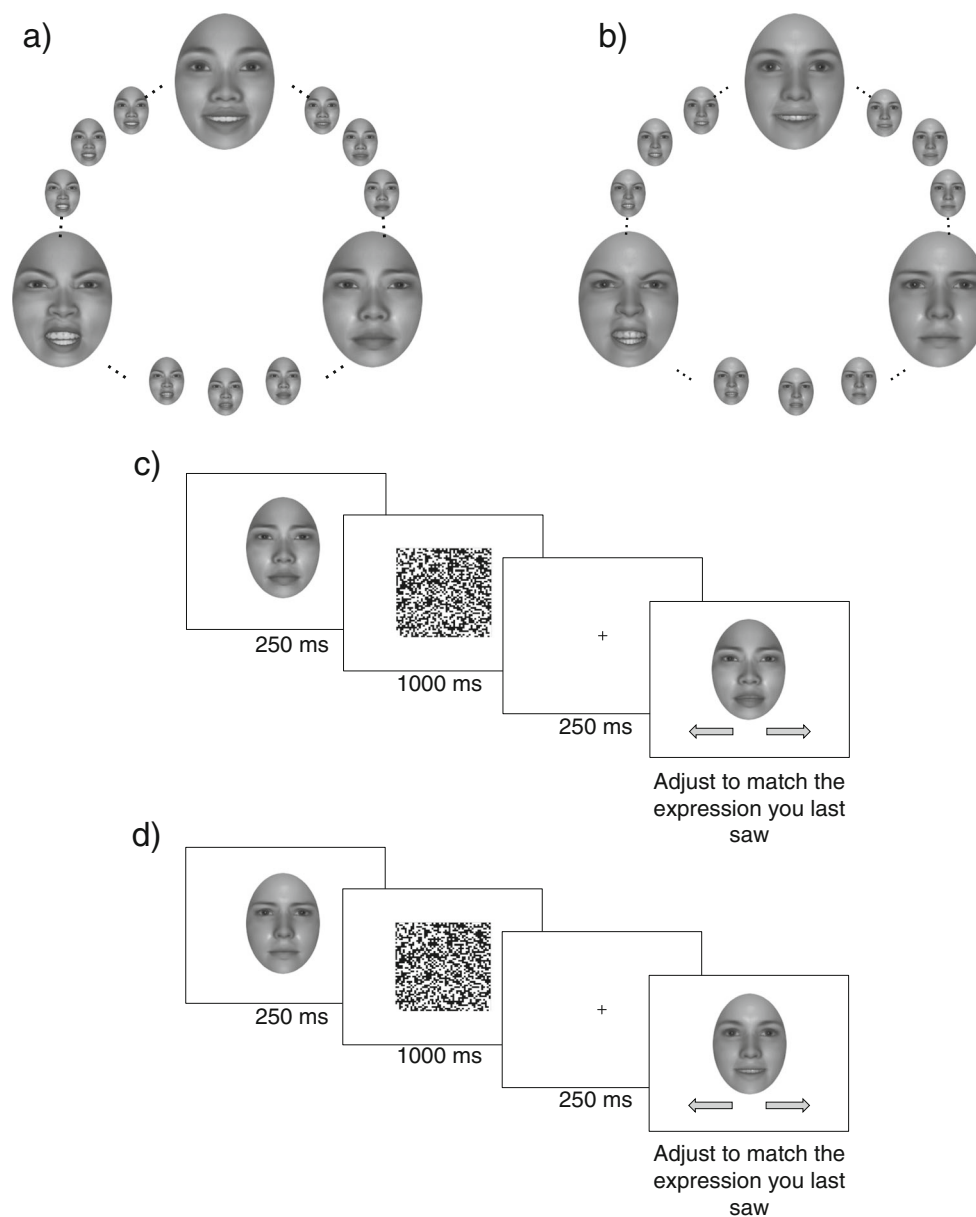 a)
b)
c)
250 ms
1000 ms
250 ms
Adjust to match the
expression you last
saw
d)
250 ms
1000 ms
250 ms
Adjust to match the
expression you last
saw